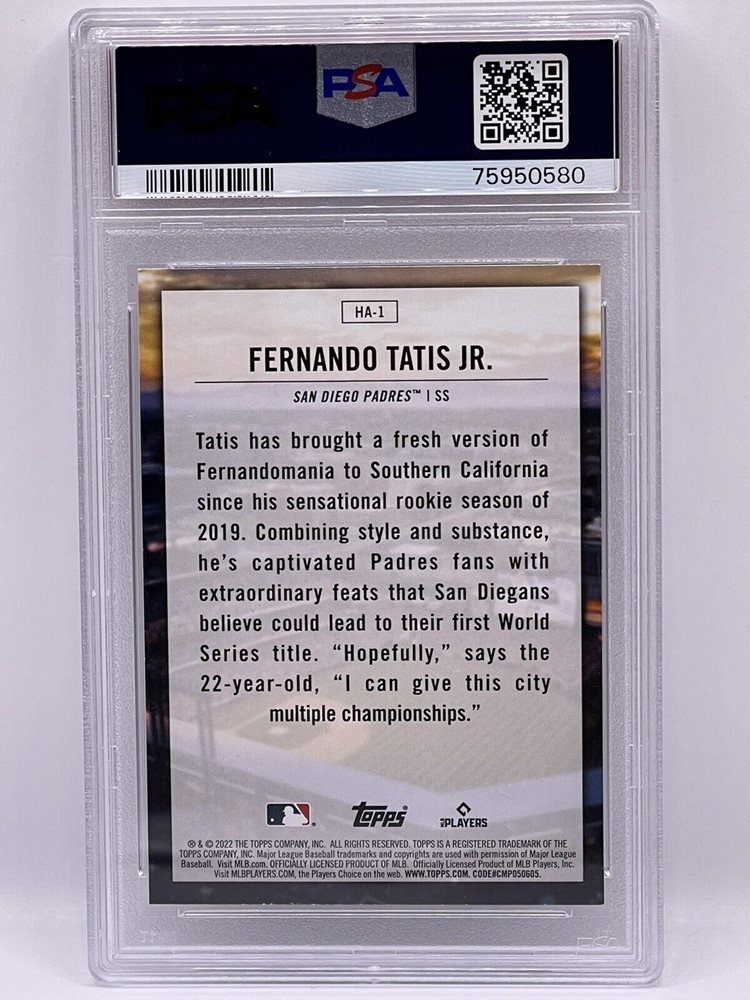 PSA
PSA
75950580
HA-1
FERNANDO TATIS JR.
SAN DIEGO PADRES™ | SS
Tatis has brought a fresh version of
Fernandomania to Southern California
since his sensational rookie season of
2019. Combining style and substance,
he's captivated Padres fans with
extraordinary feats that San Diegans
believe could lead to their first World
Series title. “Hopefully,” says the
22-year-old, “I can give this city
multiple championships.”
Topps®
PLAYERS
® & © 2022 THE TOPPS COMPANY, INC. ALL RIGHTS RESERVED. TOPPS IS A REGISTERED TRADEMARK OF THE
TOPPS COMPANY, INC. Major League Baseball trademarks and copyrights are used with permission of Major League
Baseball. Visit MLB.com. OFFICIALLY LICENSED PRODUCT OF MLB. Officially Licensed Product of MLB Players, Inc.
Visit MLBPLAYERS.COM, the Players Choice on the web. WWW.TOPPS.COM. CODE#CMP050605.
PSA